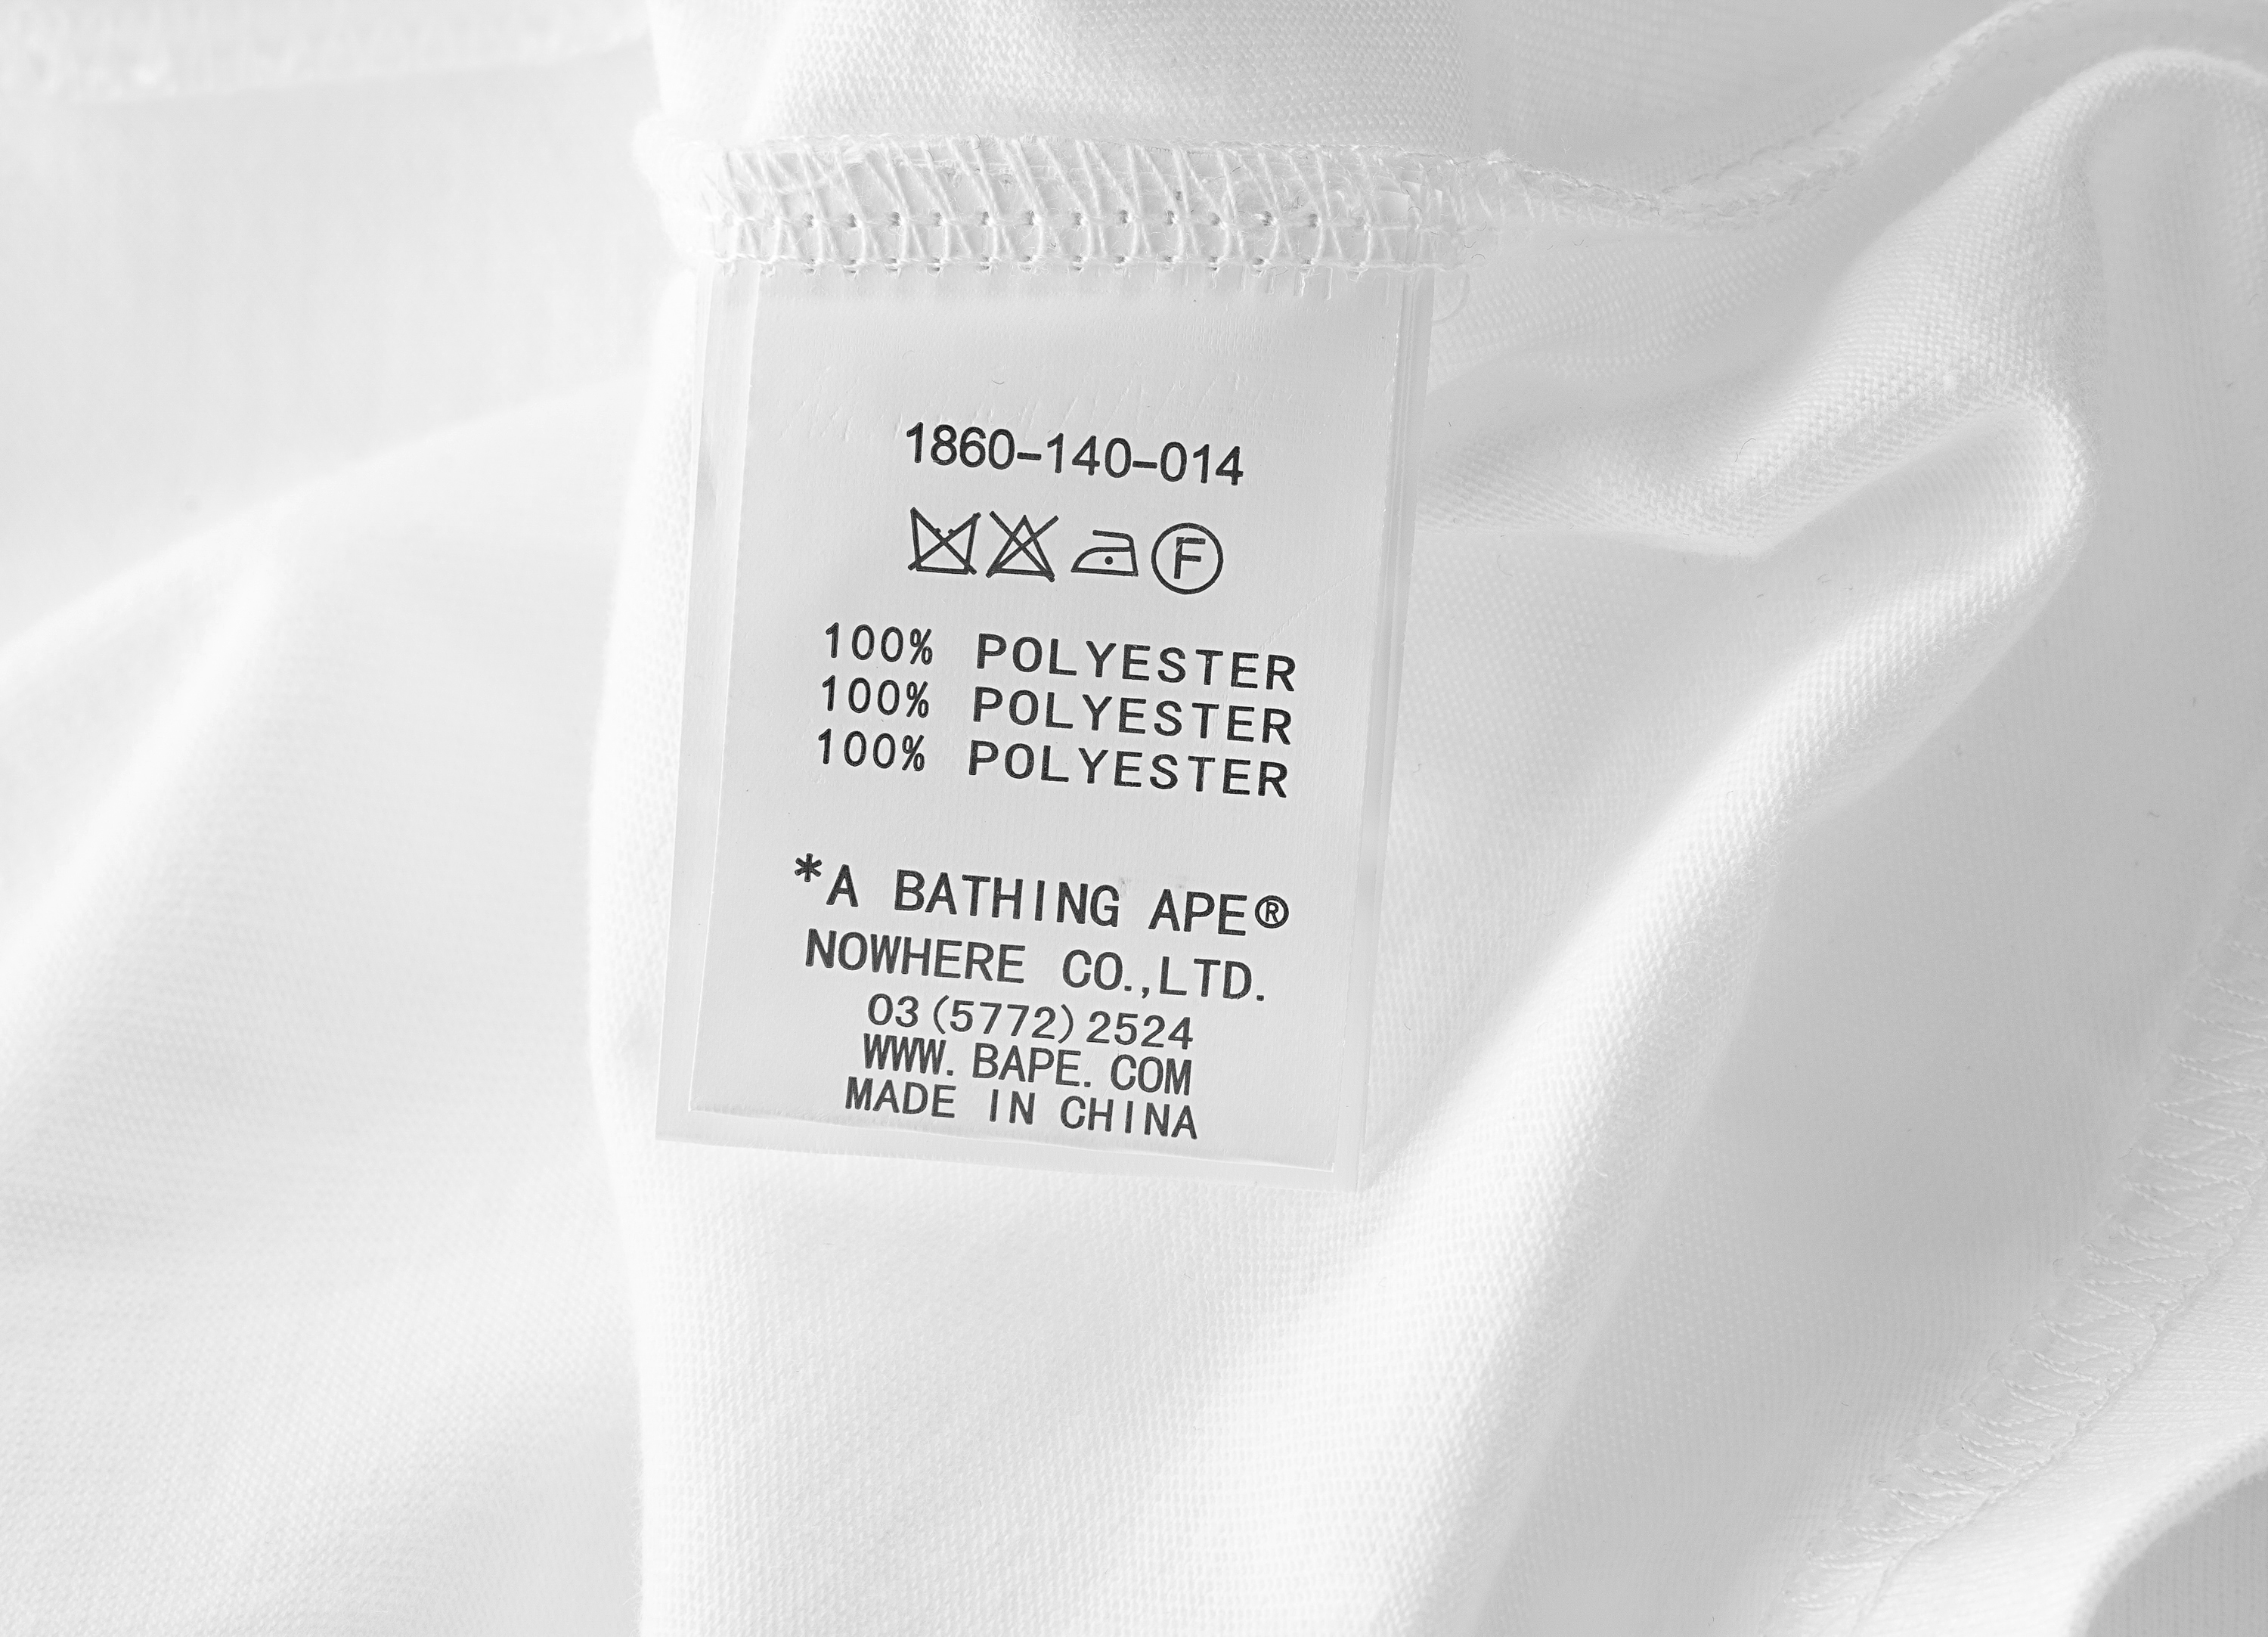 1860-140-014
F
100% POLYESTER
100% POLYESTER
100% POLYESTER
*A BATHING APE®
NOWHERE CO.,LTD.
03(5772)2524
WWW.BAPE.COM
MADE IN CHINA